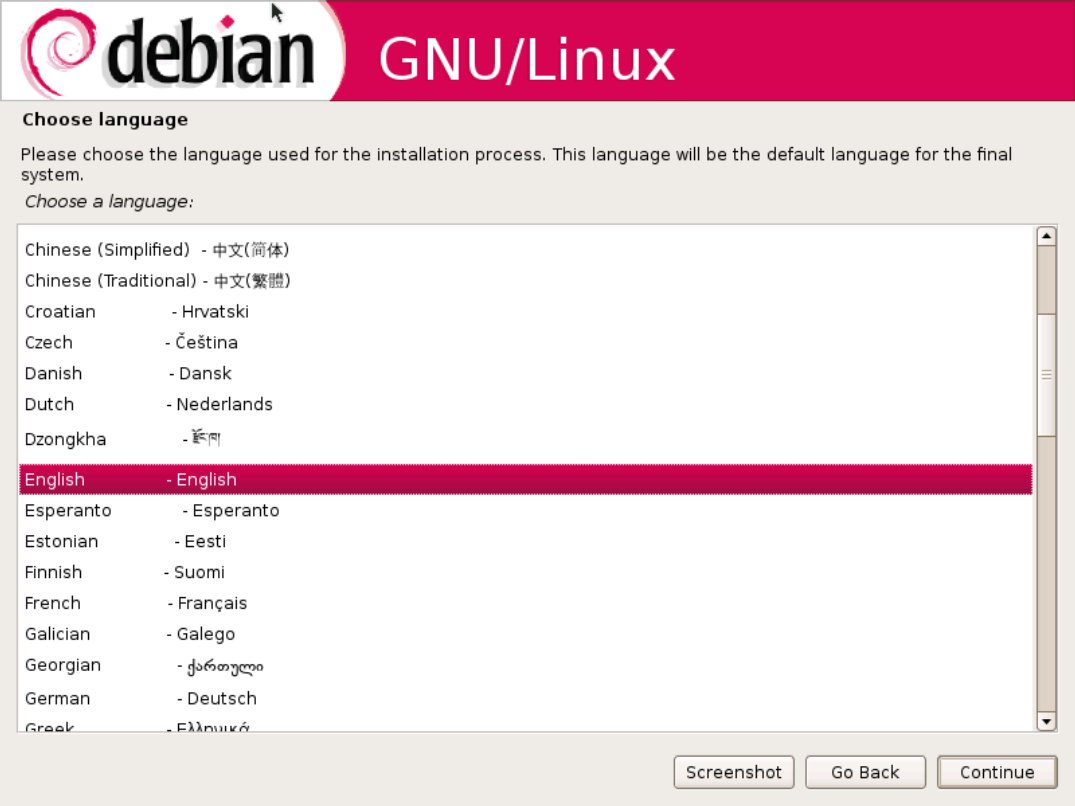 debian GNU/Linux
Choose language
Please choose the language used for the installation process. This language will be the default language for the final
system.
Choose a language:
Chinese (Simplified) - 中文(简体)
Chinese (Traditional) - 中文(繁體)
Croatian - Hrvatski
Czech - Čeština
Danish - Dansk
Dutch - Nederlands
Dzongkha - རྫོང་ཁ།
English - English
Esperanto - Esperanto
Estonian - Eesti
Finnish - Suomi
French - Français
Galician - Galego
Georgian - ქართული
German - Deutsch
Greek - Ελληνικά
Screenshot Go Back Continue